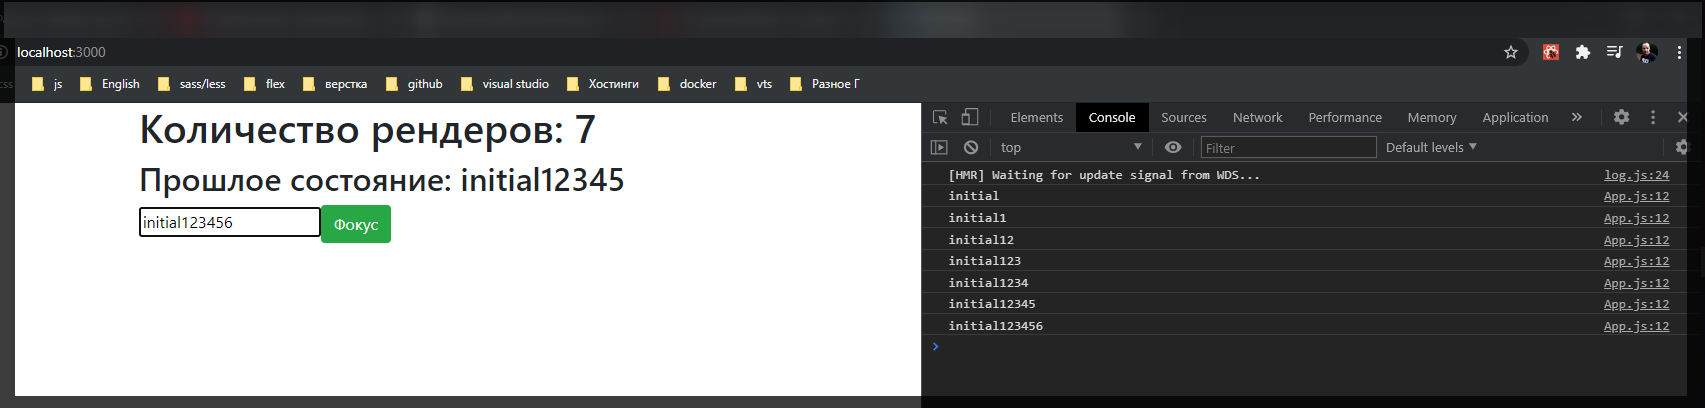 localhost:3000
css js English sass/less flex верстка github visual studio Хостинги docker vts Разное Г
Количество рендеров: 7
Прошлое состояние: initial12345
initial123456 Фокус
Elements Console Sources Network Performance Memory Application »
top Filter Default levels
[HMR] Waiting for update signal from WDS... log.js:24
initial App.js:12
initial1 App.js:12
initial12 App.js:12
initial123 App.js:12
initial1234 App.js:12
initial12345 App.js:12
initial123456 App.js:12